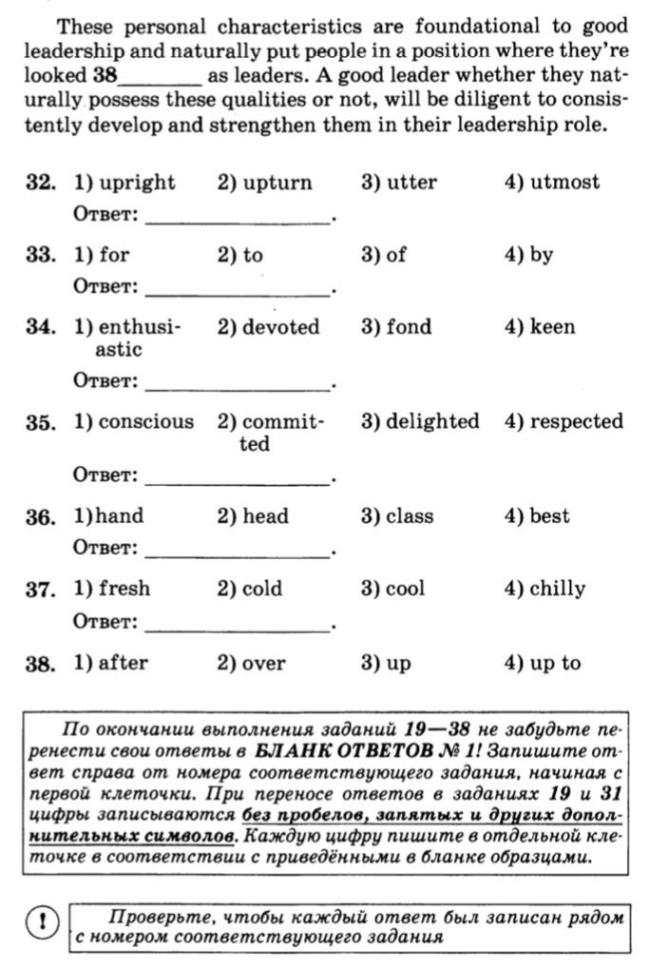 These personal characteristics are foundational to good
leadership and naturally put people in a position where they're
looked 38________ as leaders. A good leader whether they nat-
urally possess these qualities or not, will be diligent to consis-
tently develop and strengthen them in their leadership role.
32. 1) upright 2) upturn 3) utter 4) utmost
Ответ: __________________.
33. 1) for 2) to 3) of 4) by
Ответ: __________________.
34. 1) enthusi- 2) devoted 3) fond 4) keen
astic
Ответ: __________________.
35. 1) conscious 2) commit- 3) delighted 4) respected
ted
Ответ: __________________.
36. 1)hand 2) head 3) class 4) best
Ответ: __________________.
37. 1) fresh 2) cold 3) cool 4) chilly
Ответ: __________________.
38. 1) after 2) over 3) up 4) up to
По окончании выполнения заданий 19—38 не забудьте пе-
ренести свои ответы в БЛАНК ОТВЕТОВ № 1! Запишите от-
вет справа от номера соответствующего задания, начиная с
первой клеточки. При переносе ответов в заданиях 19 и 31
цифры записываются без пробелов, запятых и других допол-
нительных символов. Каждую цифру пишите в отдельной кле-
точке в соответствии с приведёнными в бланке образцами.
! Проверьте, чтобы каждый ответ был записан рядом
с номером соответствующего задания